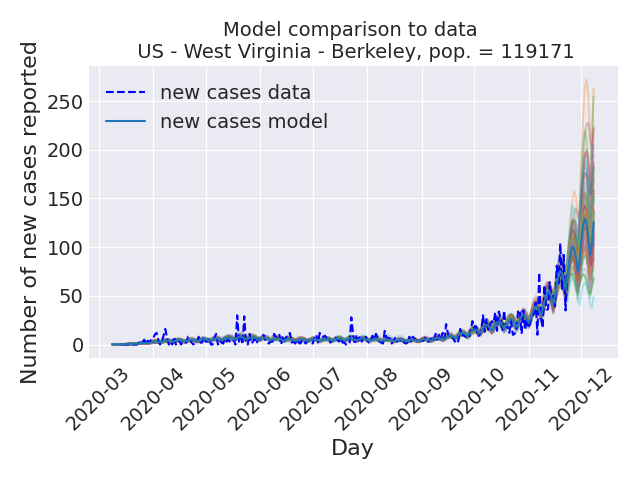 Model comparison to data
US - West Virginia - Berkeley, pop. = 119171
Number of new cases reported
250
200
150
100
50
0
new cases data
new cases model
2020-03
2020-04
2020-05
2020-06
2020-07
2020-08
2020-09
2020-10
2020-11
2020-12
Day